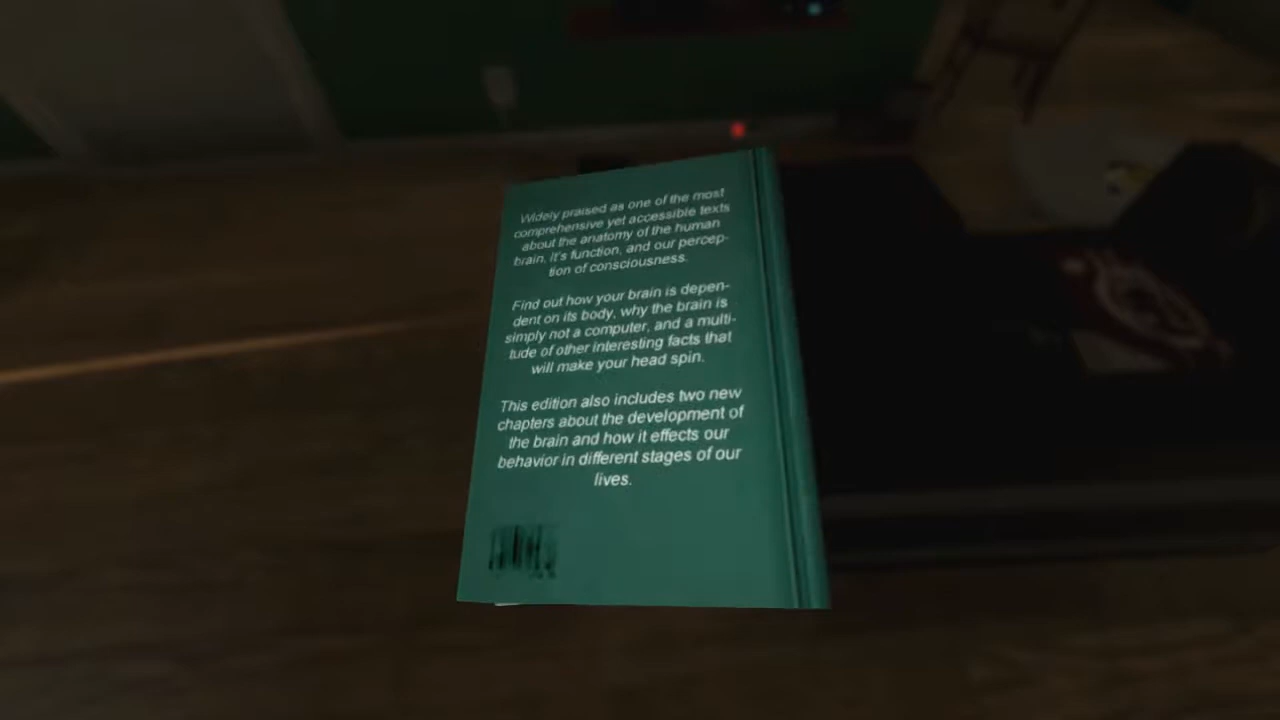 Widely praised as one of the most
comprehensive yet accessible texts
about the anatomy of the human
brain, it's function, and our percep-
tion of consciousness.
Find out how your brain is depen-
dent on its body, why the brain is
simply not a computer, and a multi-
tude of other interesting facts that
will make your head spin.
This edition also includes two new
chapters about the development of
the brain and how it effects our
behavior in different stages of our
lives.